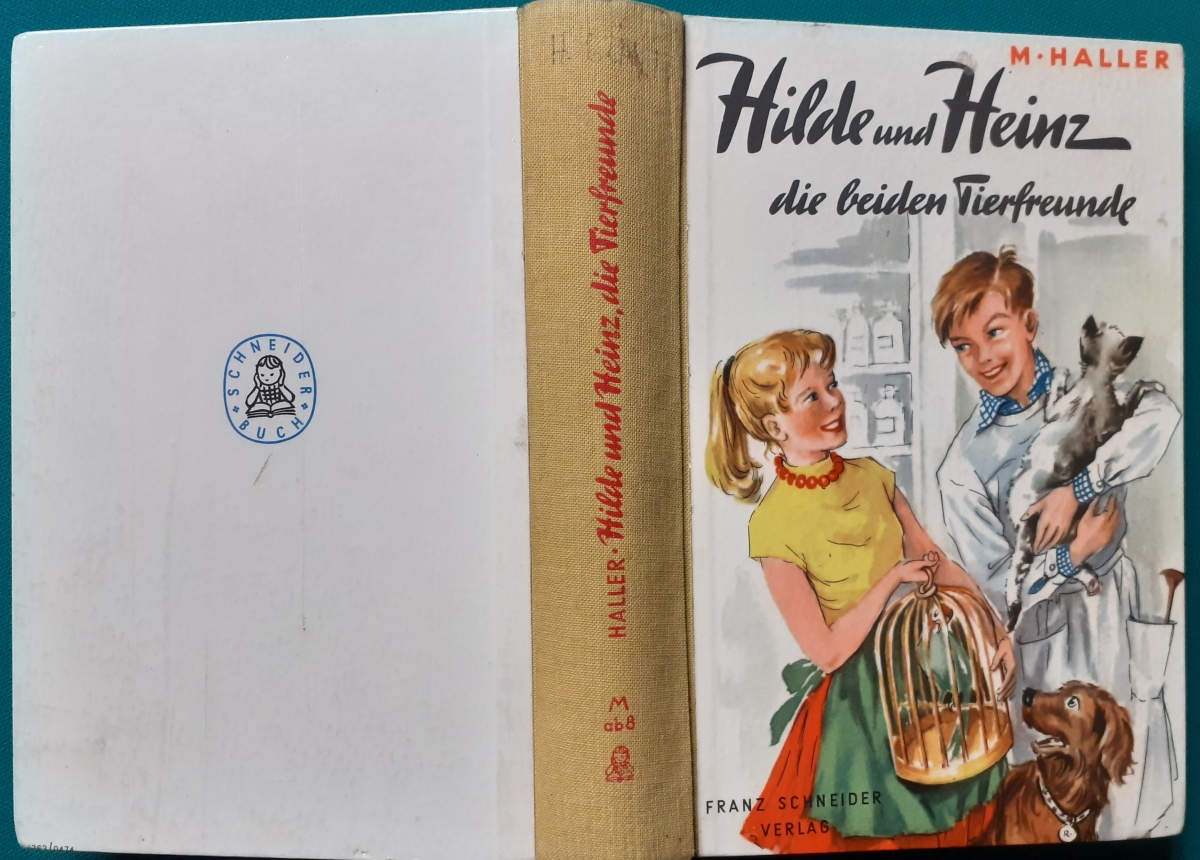 M·HALLER
Hilde und Heinz
die beiden Tierfreunde
FRANZ SCHNEIDER
VERLAG
HALLER · Hilde und Heinz, die Tierfreunde
M
ab 8
SCHNEIDER
BUCH
R.